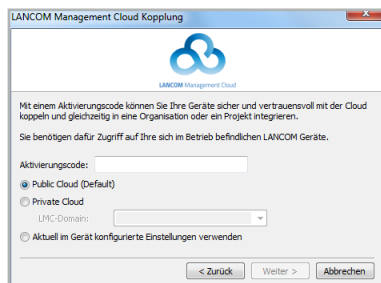 LANCOM Management Cloud Kopplung
LANCOM Management Cloud
Mit einem Aktivierungscode können Sie Ihre Geräte sicher und vertrauensvoll mit der Cloud
koppeln und gleichzeitig in eine Organisation oder ein Projekt integrieren.
Sie benötigen dafür Zugriff auf Ihre sich im Betrieb befindlichen LANCOM Geräte.
Aktivierungscode:
Public Cloud (Default)
Private Cloud
LMC-Domain:
Aktuell im Gerät konfigurierte Einstellungen verwenden
< Zurück Weiter > Abbrechen